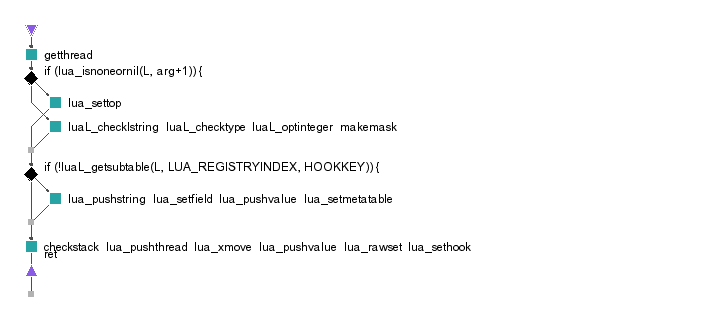 getthread
if (lua_isnoneornil(L, arg+1)) {
lua_settop
luaL_checklstring luaL_checktype luaL_optinteger makemask
if (!luaL_getsubtable(L, LUA_REGISTRYINDEX, HOOKKEY)) {
lua_pushstring lua_setfield lua_pushvalue lua_setmetatable
checkstack lua_pushthread lua_xmove lua_pushvalue lua_rawset lua_sethook
ret